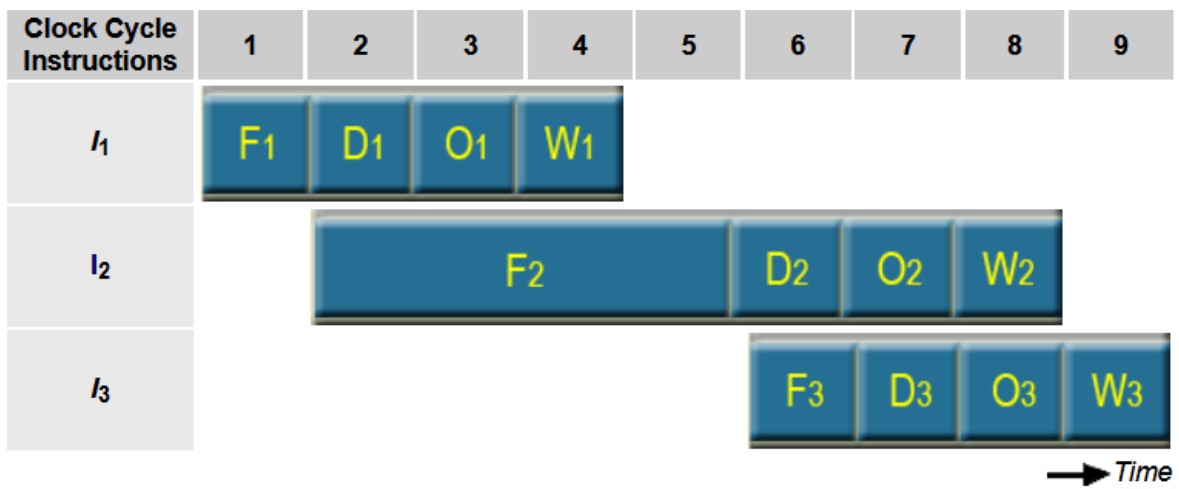 Clock Cycle
Instructions 1 2 3 4 5 6 7 8 9
I1 F1 D1 O1 W1
I2 F2 D2 O2 W2
I3 F3 D3 O3 W3
Time